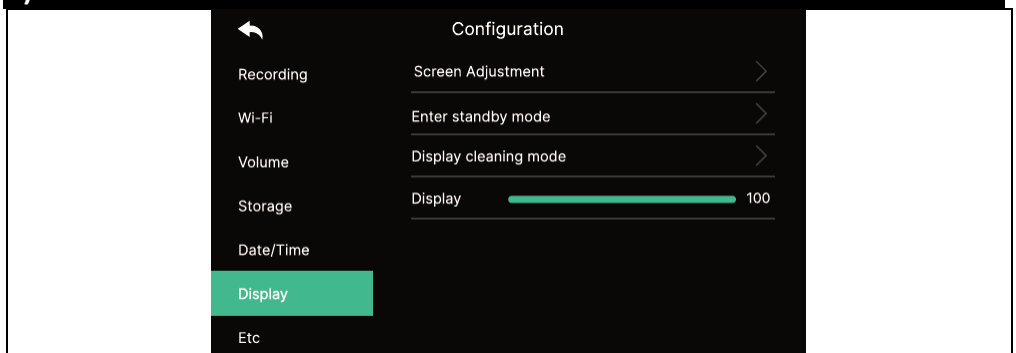 Configuration
Recording
Wi-Fi
Volume
Storage
Date/Time
Display
Etc
Screen Adjustment
Enter standby mode
Display cleaning mode
Display 100